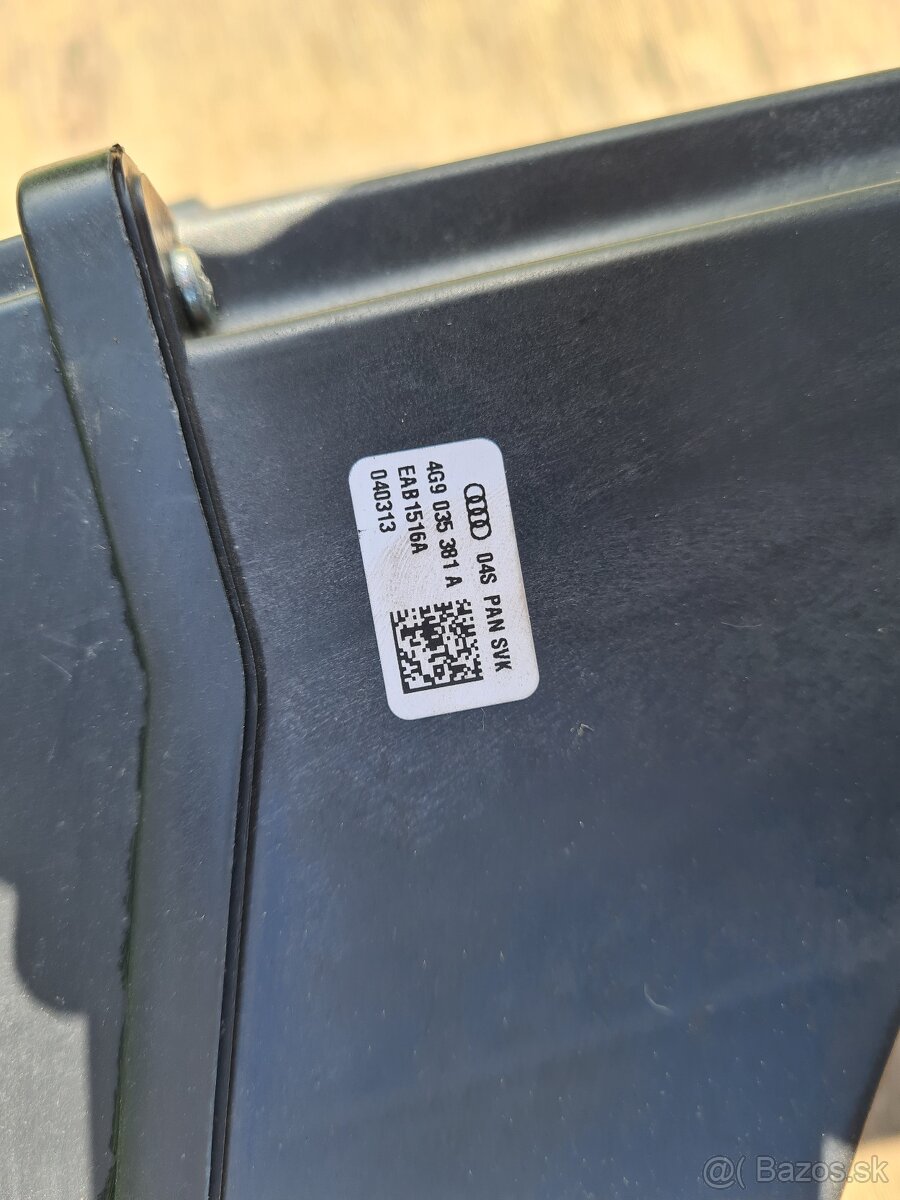 04S PAN SVK
4G9 035 381 A
EAB1516A
040313
@( Bazos.sk